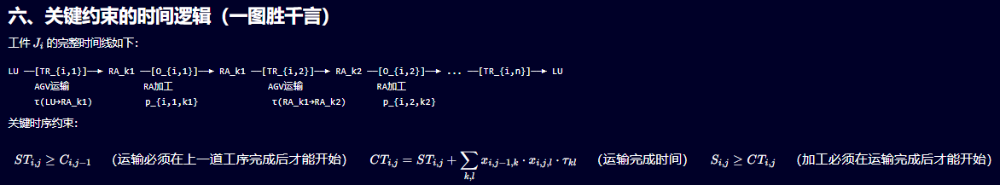 六、关键约束的时间逻辑（一图胜千言）
工件 J_i 的完整时间线如下：
LU ──[TR_{i,1}]──► RA_k1 ──[O_{i,1}]──► RA_k1 ──[TR_{i,2}]──► RA_k2 ──[O_{i,2}]──► ... ──[TR_{i,n}]──► LU
AGV运输 RA加工 AGV运输 RA加工
τ(LU→RA_k1) p_{i,1,k1} τ(RA_k1→RA_k2) p_{i,2,k2}
关键时序约束：
ST_{i,j} ≥ C_{i,j−1} （运输必须在上一道工序完成后才能开始） CT_{i,j} = ST_{i,j} + ∑_{k,l} x_{i,j−1,k} · x_{i,j,l} · τ_{kl} （运输完成时间） S_{i,j} ≥ CT_{i,j} （加工必须在运输完成后才能开始）